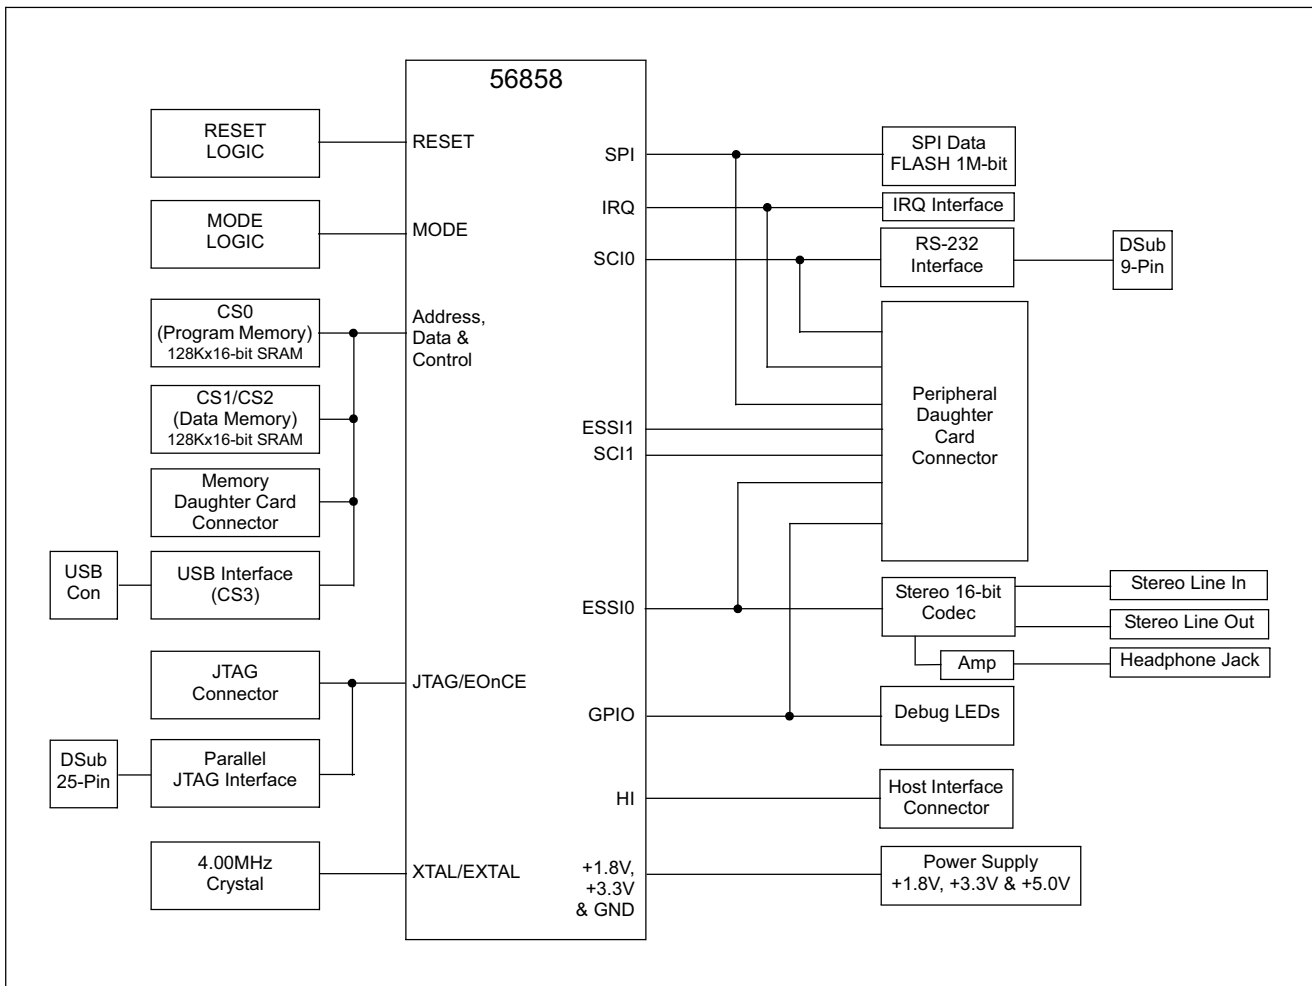 56858
RESET
LOGIC
RESET
MODE
LOGIC
MODE
CS0
(Program Memory)
128Kx16-bit SRAM
Address,
Data &
Control
CS1/CS2
(Data Memory)
128Kx16-bit SRAM
Memory
Daughter Card
Connector
USB
Con
USB Interface
(CS3)
JTAG
Connector
JTAG/EOnCE
DSub
25-Pin
Parallel
JTAG Interface
4.00MHz
Crystal
XTAL/EXTAL
SPI
SPI Data
FLASH 1M-bit
IRQ
IRQ Interface
SCI0
RS-232
Interface
DSub
9-Pin
Peripheral
Daughter
Card
Connector
ESSI1
SCI1
ESSI0
Stereo 16-bit
Codec
Stereo Line In
Stereo Line Out
Amp
Headphone Jack
GPIO
Debug LEDs
HI
Host Interface
Connector
+1.8V,
+3.3V
& GND
Power Supply
+1.8V, +3.3V & +5.0V